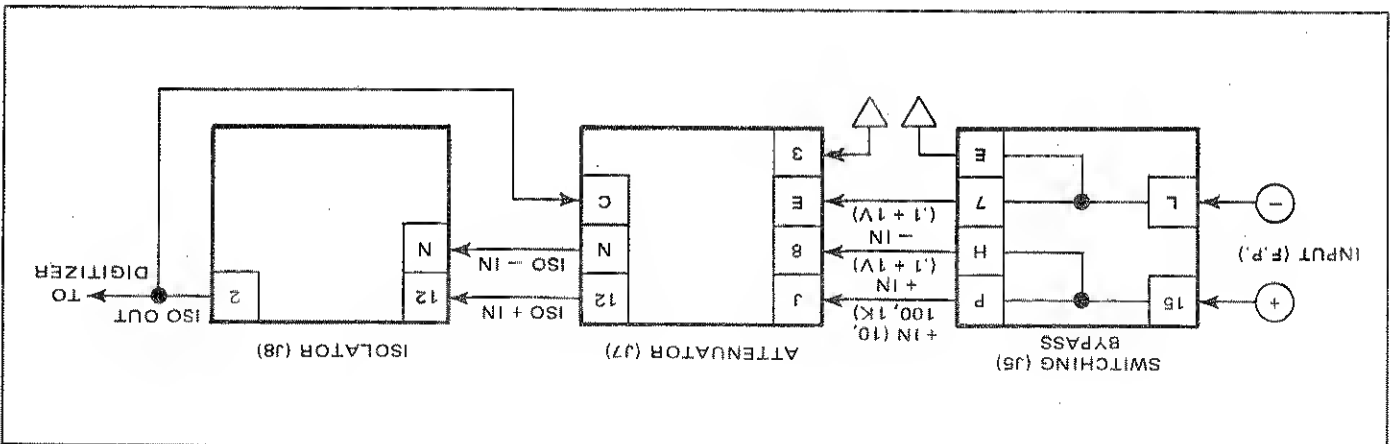 SWITCHING (J5)
BYPASS
ATTENUATOR (J7)
ISOLATOR (J8)
INPUT (F.P.)
+
−
15
L
P
H
7
E
+ IN (10,
100, 1K)
+ IN
(.1 + 1V)
− IN
(.1 + 1V)
J
8
E
3
12
N
C
ISO + IN
ISO − IN
12
N
2
ISO OUT
TO
DIGITIZER